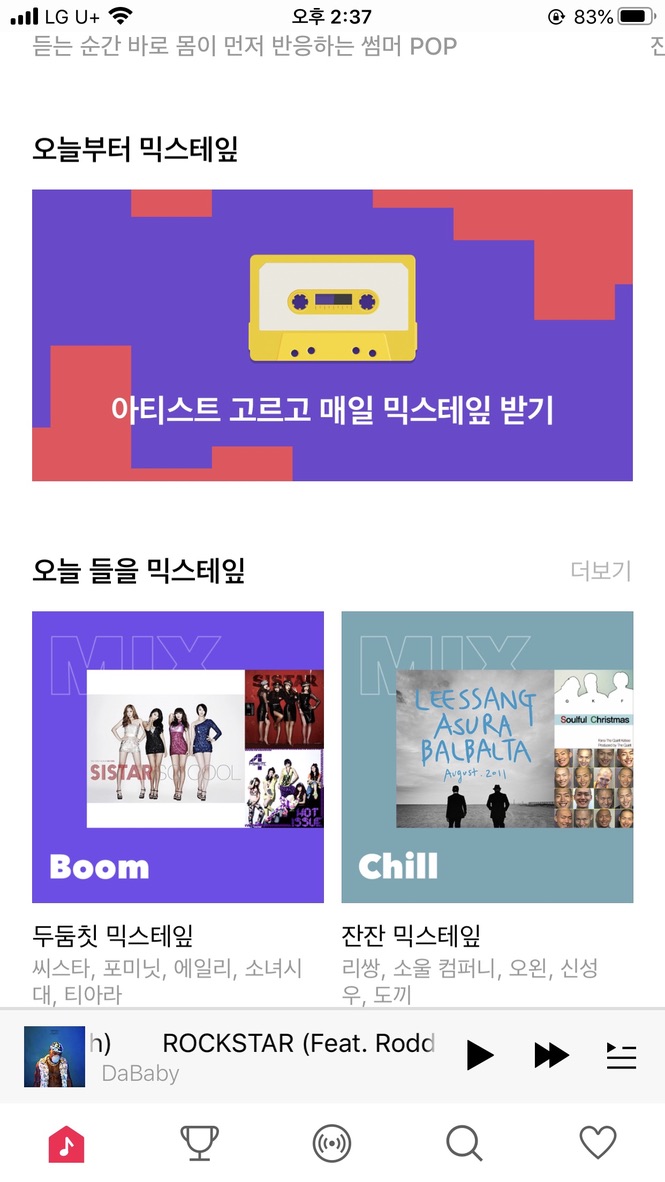 LG U+ 오후 2:37 83%
듣는 순간 바로 몸이 먼저 반응하는 썸머 POP
오늘부터 믹스테잎
아티스트 고르고 매일 믹스테잎 받기
오늘 들을 믹스테잎 더보기
MIX
SISTAR SCHOOL
SISTAR
4
HOT
ISSUE
Boom
MIX
LEESSANG
ASURA
BALBALTA
August. 2011
Soulful Christmas
Chill
두둠칫 믹스테잎
씨스타, 포미닛, 에일리, 소녀시
대, 티아라
잔잔 믹스테잎
리쌍, 소울 컴퍼니, 오왼, 신성
우, 도끼
h) ROCKSTAR (Feat. Rodd
DaBaby